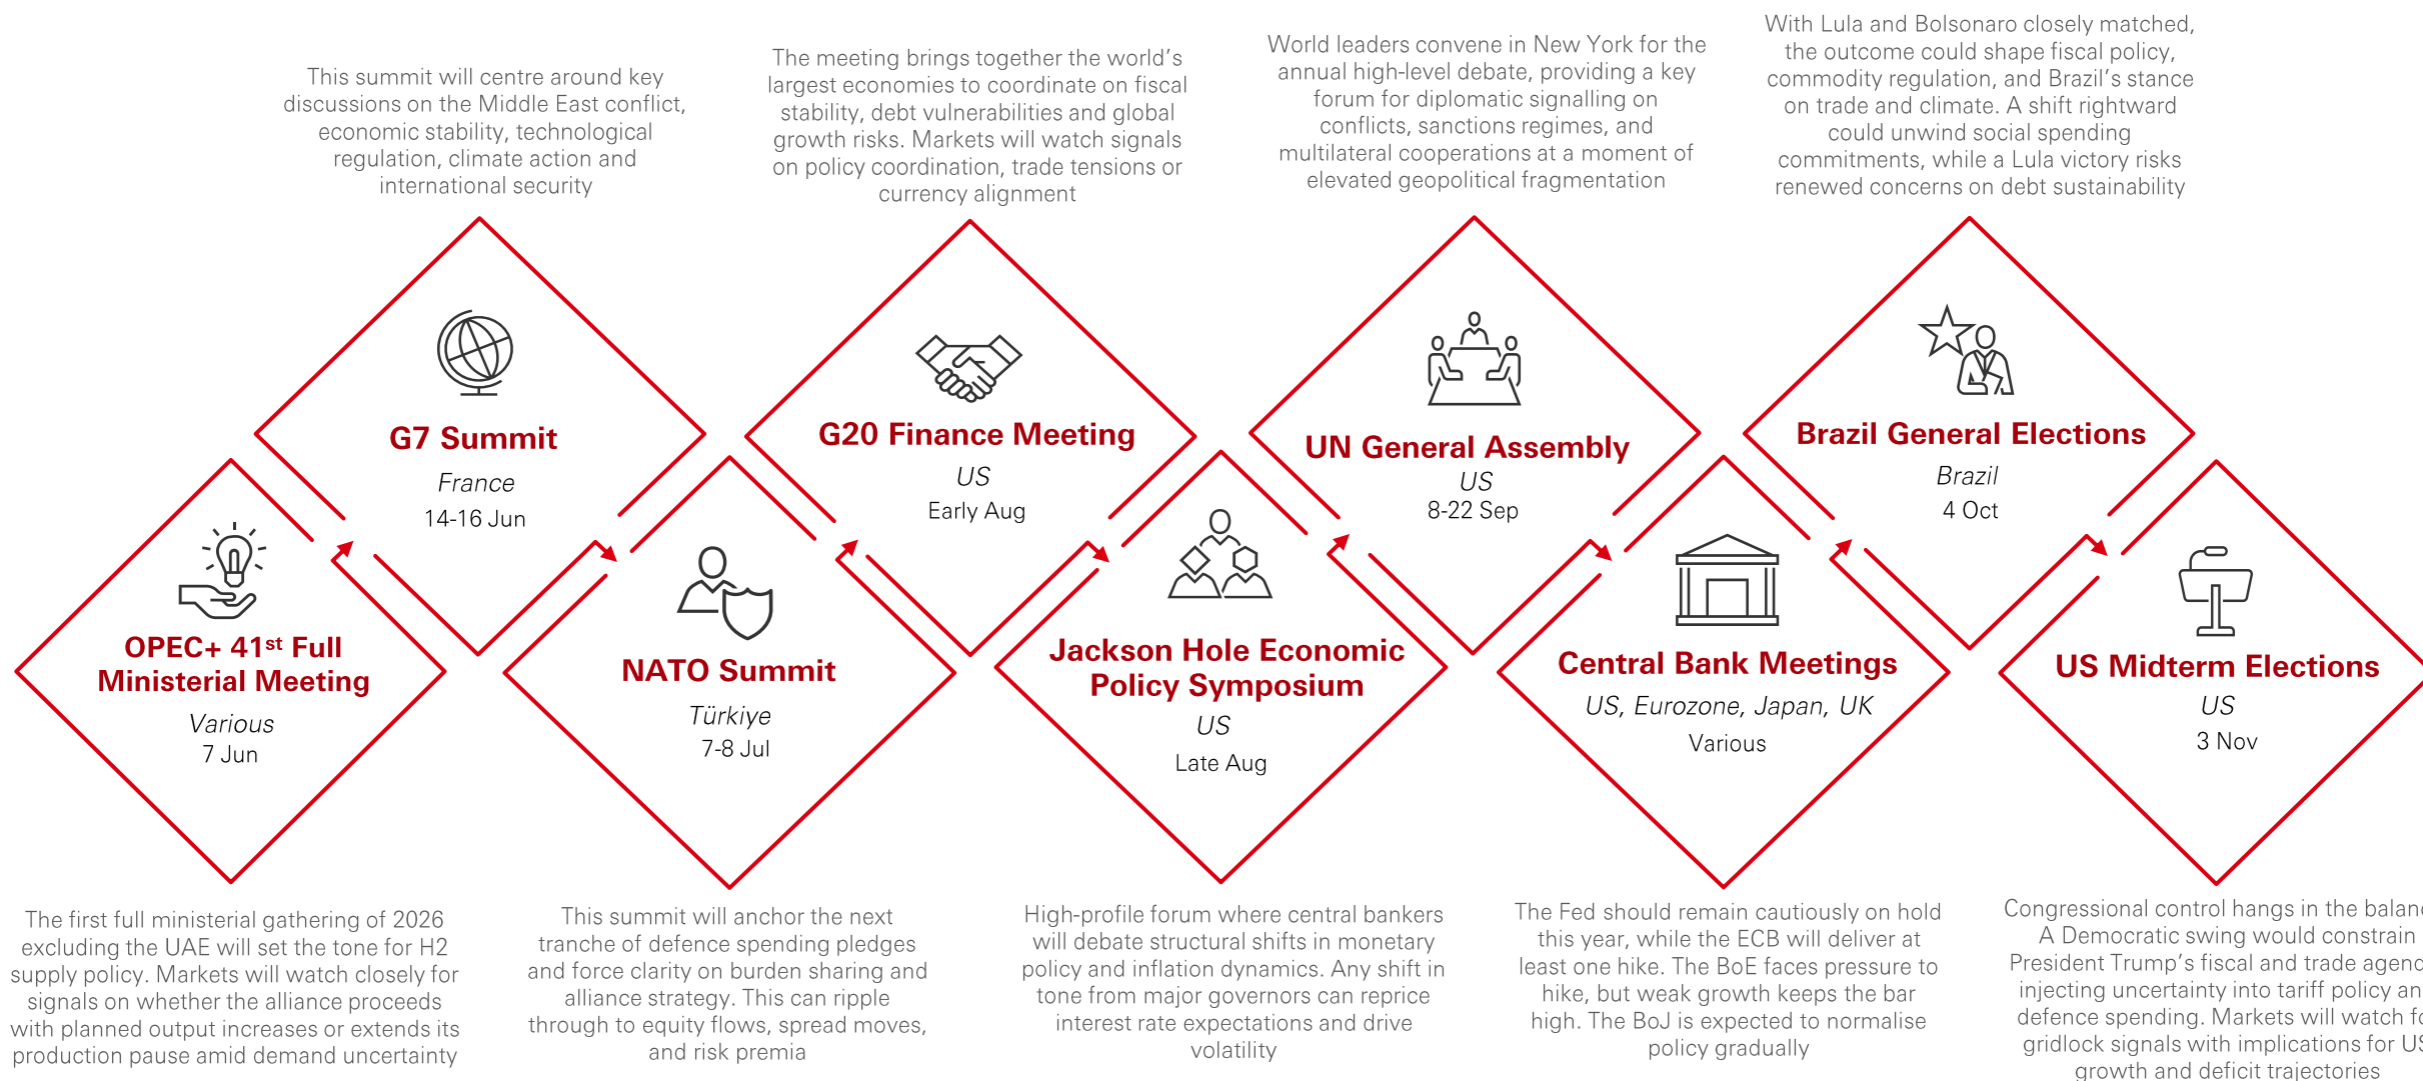 This summit will centre around key
discussions on the Middle East conflict,
economic stability, technological
regulation, climate action and
international security
The meeting brings together the world's
largest economies to coordinate on fiscal
stability, debt vulnerabilities and global
growth risks. Markets will watch signals
on policy coordination, trade tensions or
currency alignment
World leaders convene in New York for the
annual high-level debate, providing a key
forum for diplomatic signalling on
conflicts, sanctions regimes, and
multilateral cooperations at a moment of
elevated geopolitical fragmentation
With Lula and Bolsonaro closely matched,
the outcome could shape fiscal policy,
commodity regulation, and Brazil's stance
on trade and climate. A shift rightward
could unwind social spending
commitments, while a Lula victory risks
renewed concerns on debt sustainability
G7 Summit
France
14-16 Jun
G20 Finance Meeting
US
Early Aug
UN General Assembly
US
8-22 Sep
Brazil General Elections
Brazil
4 Oct
OPEC+ 41st Full
Ministerial Meeting
Various
7 Jun
NATO Summit
Türkiye
7-8 Jul
Jackson Hole Economic
Policy Symposium
US
Late Aug
Central Bank Meetings
US, Eurozone, Japan, UK
Various
US Midterm Elections
US
3 Nov
The first full ministerial gathering of 2026
excluding the UAE will set the tone for H2
supply policy. Markets will watch closely for
signals on whether the alliance proceeds
with planned output increases or extends its
production pause amid demand uncertainty
This summit will anchor the next
tranche of defence spending pledges
and force clarity on burden sharing and
alliance strategy. This can ripple
through to equity flows, spread moves,
and risk premia
High-profile forum where central bankers
will debate structural shifts in monetary
policy and inflation dynamics. Any shift in
tone from major governors can reprice
interest rate expectations and drive
volatility
The Fed should remain cautiously on hold
this year, while the ECB will deliver at
least one hike. The BoE faces pressure to
hike, but weak growth keeps the bar
high. The BoJ is expected to normalise
policy gradually
Congressional control hangs in the
A Democratic swing would constrain
President Trump's fiscal and trade
injecting uncertainty into tariff policy
defence spending. Markets will watch
gridlock signals with implications for
growth and deficit trajectories